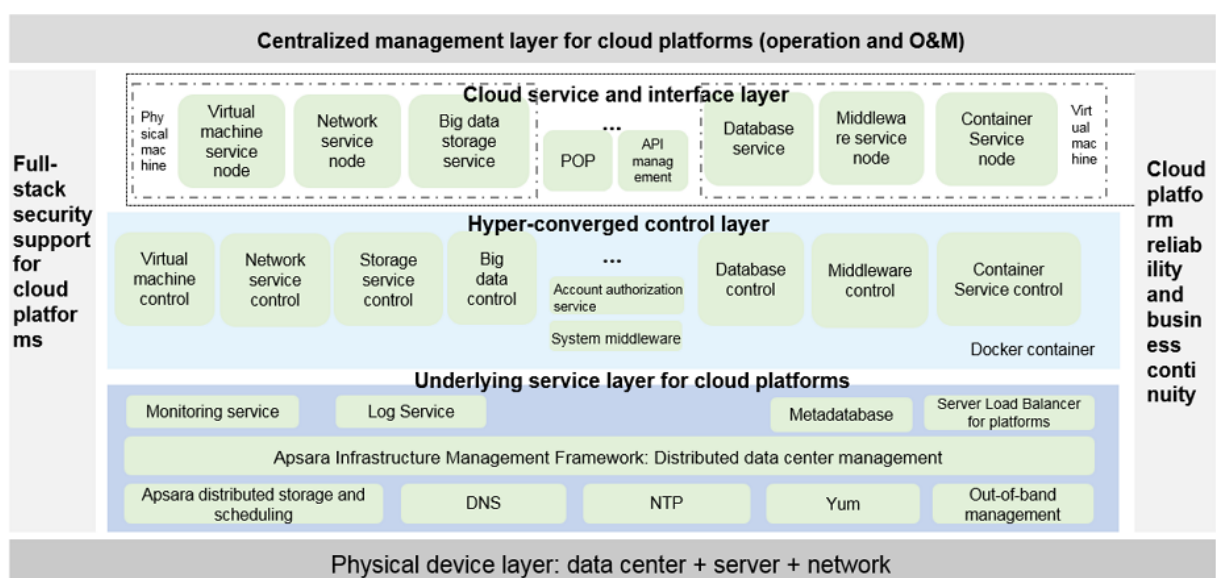 Centralized management layer for cloud platforms (operation and O&M)
Full-
stack
security
support
for
cloud
platfor
ms
Cloud service and interface layer
Phy
sical
mac
hine
Virtual
machine
service
node
Network
service
node
Big data
storage
service
...
POP
API
manag
ement
Database
service
Middlewa
re service
node
Container
Service
node
Virt
ual
mac
hine
Hyper-converged control layer
Virtual
machine
control
Network
service
control
Storage
service
control
Big
data
control
...
Account authorization
service
System middleware
Database
control
Middleware
control
Container
Service control
Docker container
Underlying service layer for cloud platforms
Monitoring service
Log Service
Metadatabase
Server Load Balancer
for platforms
Apsara Infrastructure Management Framework: Distributed data center management
Apsara distributed storage and
scheduling
DNS
NTP
Yum
Out-of-band
management
Cloud
platfo
rm
reliab
ility
and
busin
ess
conti
nuity
Physical device layer: data center + server + network